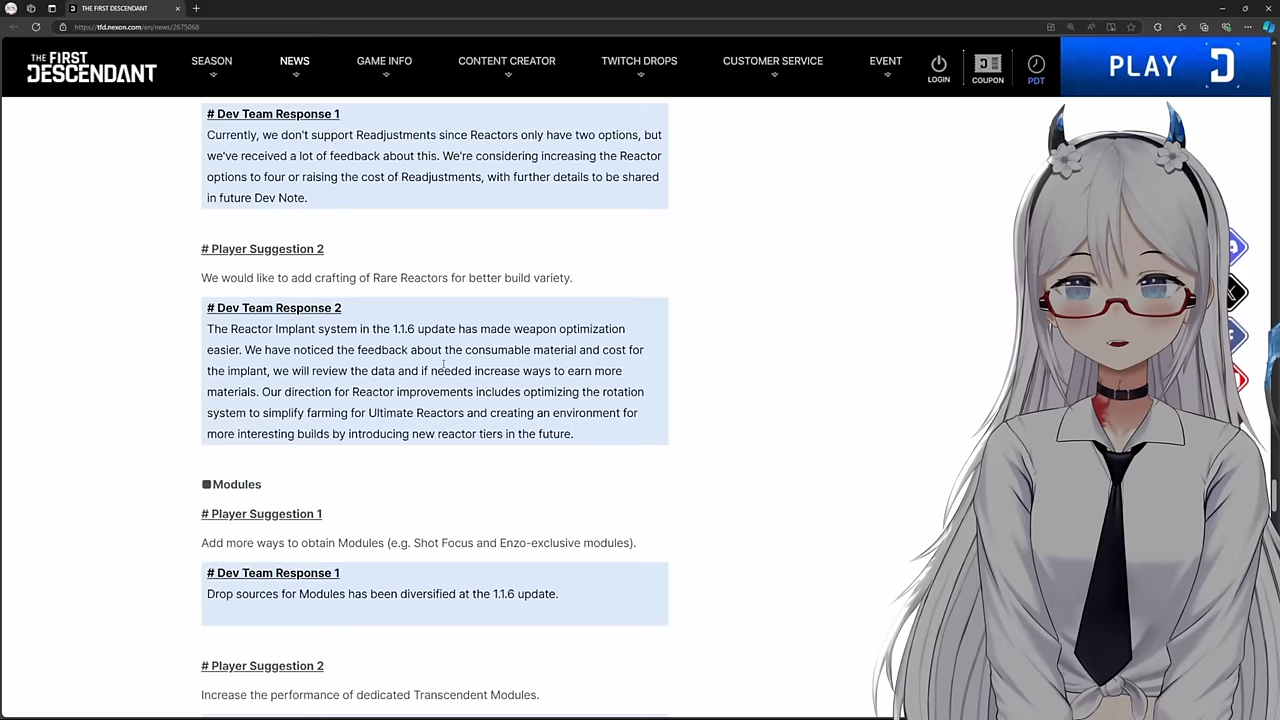 THE FIRST DESCENDANT
https://tfd.nexon.com/en/news/2675068
THE FIRST
DESCENDANT
SEASON
NEWS
GAME INFO
CONTENT CREATOR
TWITCH DROPS
CUSTOMER SERVICE
EVENT
LOGIN
COUPON
PDT
PLAY
# Dev Team Response 1
Currently, we don't support Readjustments since Reactors only have two options, but
we've received a lot of feedback about this. We're considering increasing the Reactor
options to four or raising the cost of Readjustments, with further details to be shared
in future Dev Note.
# Player Suggestion 2
We would like to add crafting of Rare Reactors for better build variety.
# Dev Team Response 2
The Reactor Implant system in the 1.1.6 update has made weapon optimization
easier. We have noticed the feedback about the consumable material and cost for
the implant, we will review the data and if needed increase ways to earn more
materials. Our direction for Reactor improvements includes optimizing the rotation
system to simplify farming for Ultimate Reactors and creating an environment for
more interesting builds by introducing new reactor tiers in the future.
Modules
# Player Suggestion 1
Add more ways to obtain Modules (e.g. Shot Focus and Enzo-exclusive modules).
# Dev Team Response 1
Drop sources for Modules has been diversified at the 1.1.6 update.
# Player Suggestion 2
Increase the performance of dedicated Transcendent Modules.